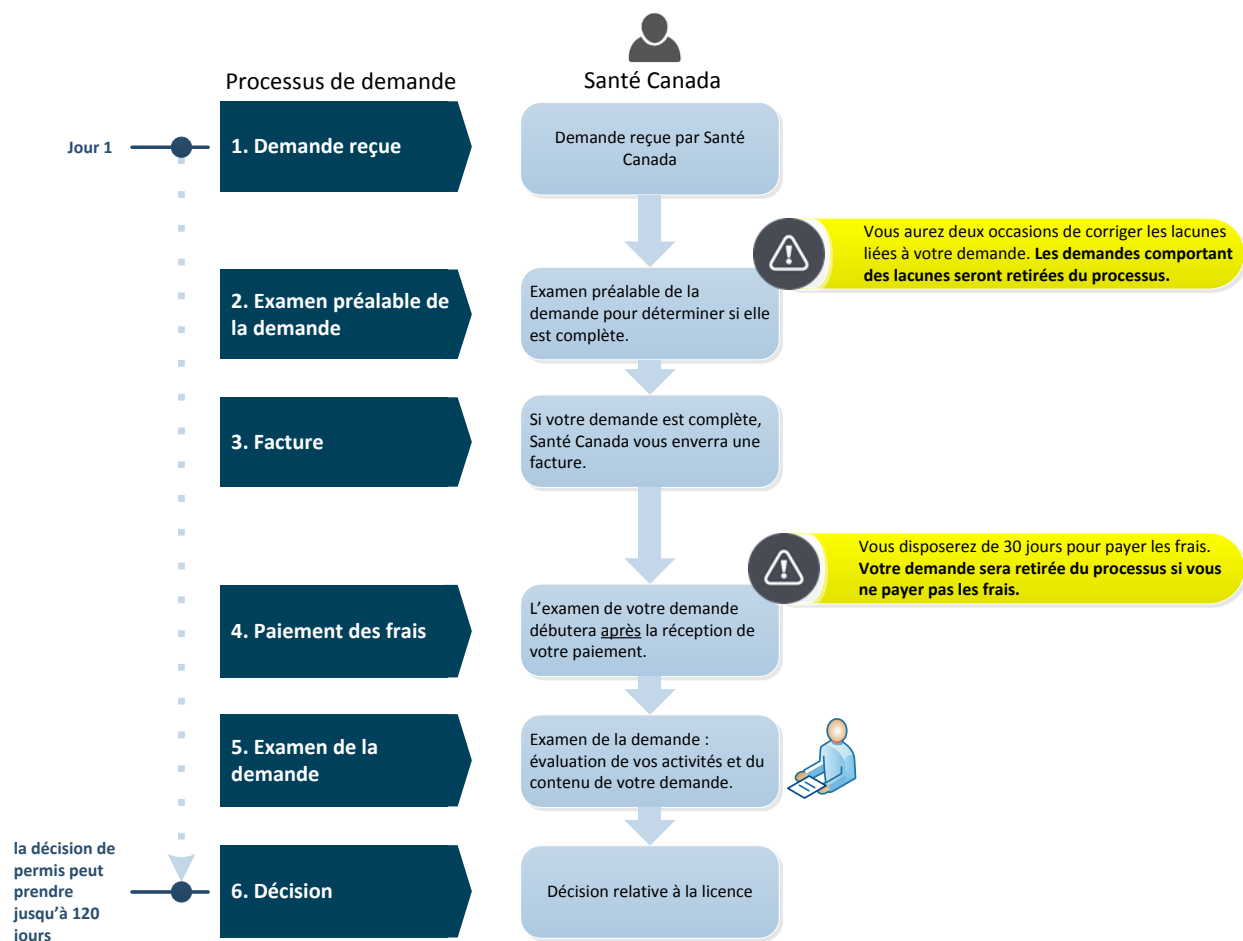 Processus de demande
Santé Canada
Jour 1
1. Demande reçue
Demande reçue par Santé
Canada
Vous aurez deux occasions de corriger les lacunes
liées à votre demande. Les demandes comportant
des lacunes seront retirées du processus.
2. Examen préalable de
la demande
Examen préalable de la
demande pour déterminer si elle
est complète.
3. Facture
Si votre demande est complète,
Santé Canada vous enverra une
facture.
Vous disposerez de 30 jours pour payer les frais.
Votre demande sera retirée du processus si vous
ne payer pas les frais.
4. Paiement des frais
L'examen de votre demande
débutera après la réception de
votre paiement.
5. Examen de la
demande
Examen de la demande :
évaluation de vos activités et du
contenu de votre demande.
la décision de
permis peut
prendre
jusqu'à 120
jours
6. Décision
Décision relative à la licence